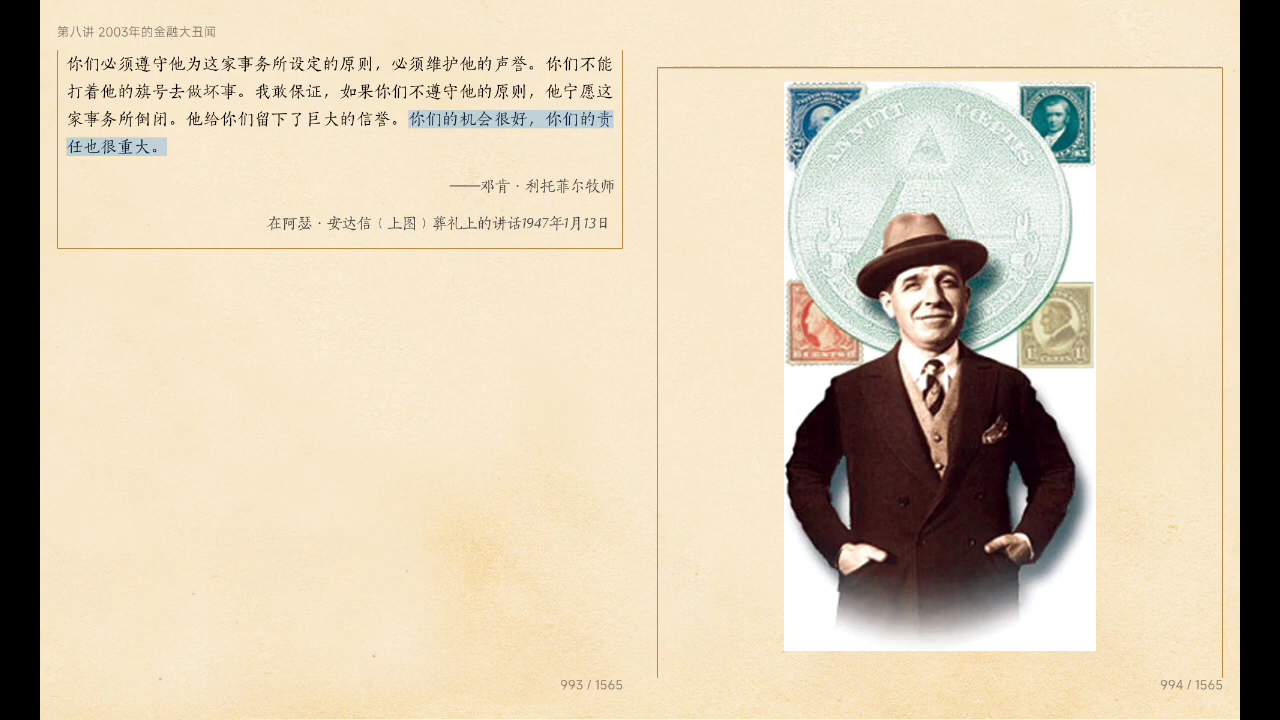 第八讲 2003年的金融大丑闻
你们必须遵守他为这家事务所设定的原则，必须维护他的声誉。你们不能
打着他的旗号去做坏事。我敢保证，如果你们不遵守他的原则，他宁愿这
家事务所倒闭。他给你们留下了巨大的信誉。你们的机会很好，你们的责
任也很重大。
——邓肯·利托菲尔牧师
在阿瑟·安达信（上图）葬礼上的讲话1947年1月13日
993 / 1565
ANNUIT CŒPTIS
994 / 1565